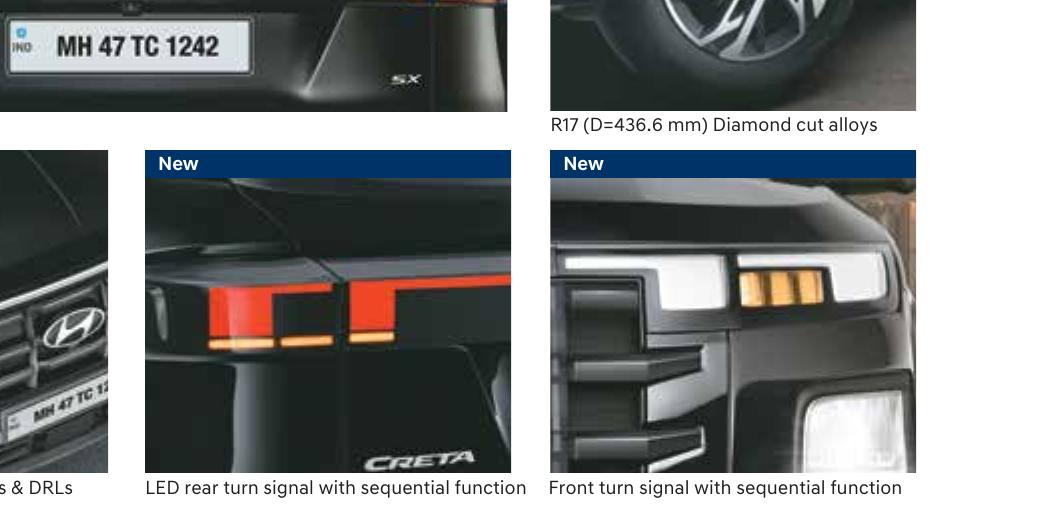 IND
MH 47 TC 1242
SX
R17 (D=436.6 mm) Diamond cut alloys
New
New
MH 47 TC 12
CRETA
s & DRLs
LED rear turn signal with sequential function
Front turn signal with sequential function